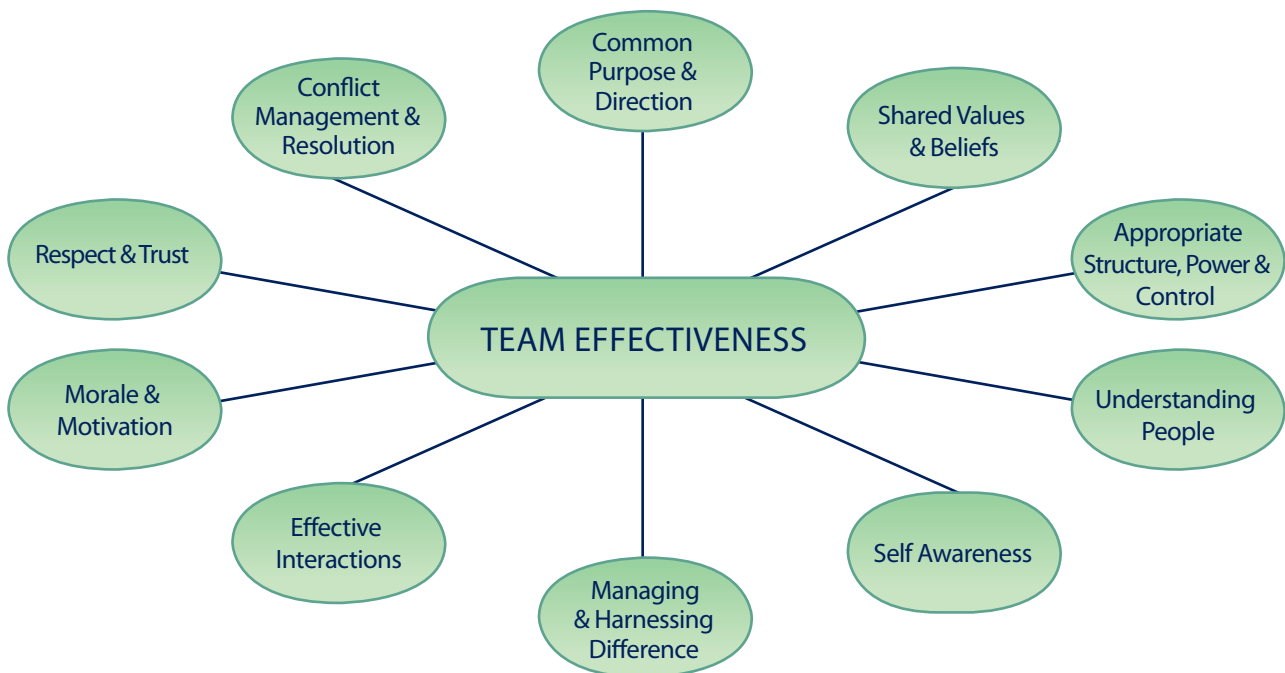 Common
Purpose &
Direction
Conflict
Management &
Resolution
Shared Values
& Beliefs
Respect & Trust
Appropriate
Structure, Power &
Control
TEAM EFFECTIVENESS
Morale &
Motivation
Understanding
People
Effective
Interactions
Self Awareness
Managing
& Harnessing
Difference